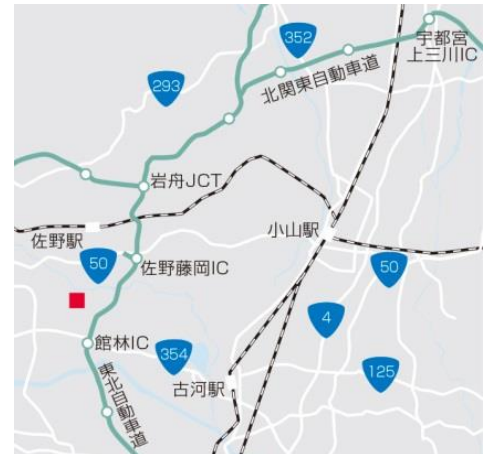 352
宇都宮
上三川IC
293
北関東自動車道
岩舟JCT
佐野駅
小山駅
50
佐野藤岡IC
50
4
館林IC
354
125
古河駅
東北自動車道